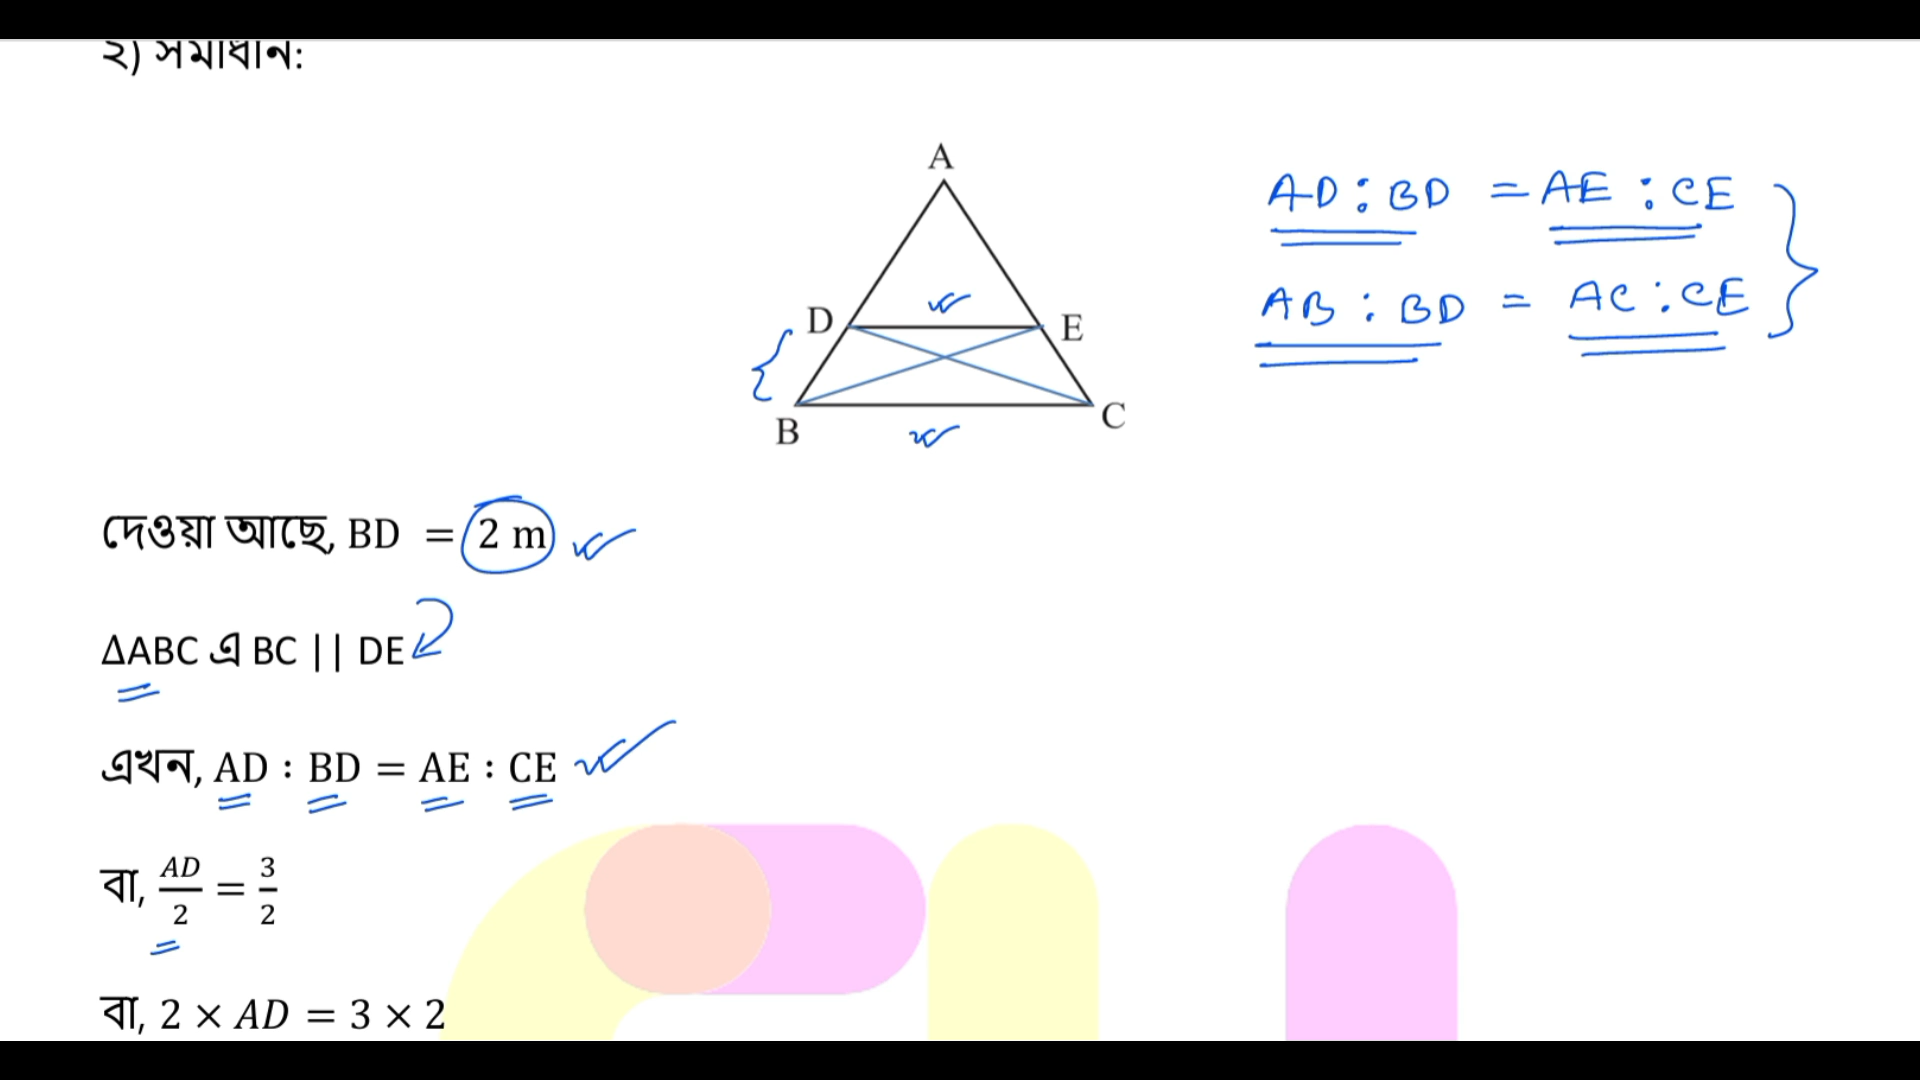 ২) সমাধান:
A
AD : BD = AE : CE
D
E
AB : BD = AC : CE
B
C
দেওয়া আছে, BD = 2 m
ΔABC এ BC || DE
এখন, AD : BD = AE : CE
বা, AD/2 = 3/2
বা, 2 × AD = 3 × 2